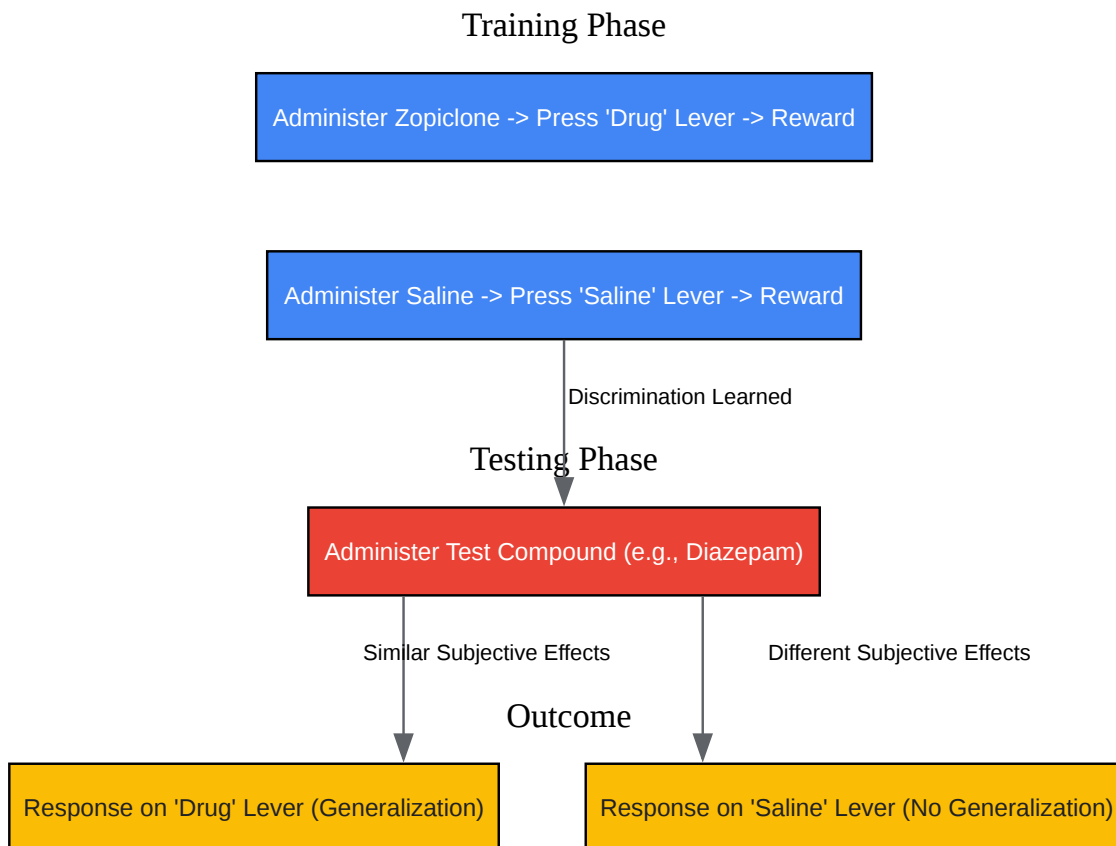 Training Phase
Administer Zopiclone -> Press 'Drug' Lever -> Reward
Administer Saline -> Press 'Saline' Lever -> Reward
Discrimination Learned
Testing Phase
Administer Test Compound (e.g., Diazepam)
Similar Subjective Effects
Different Subjective Effects
Outcome
Response on 'Drug' Lever (Generalization)
Response on 'Saline' Lever (No Generalization)